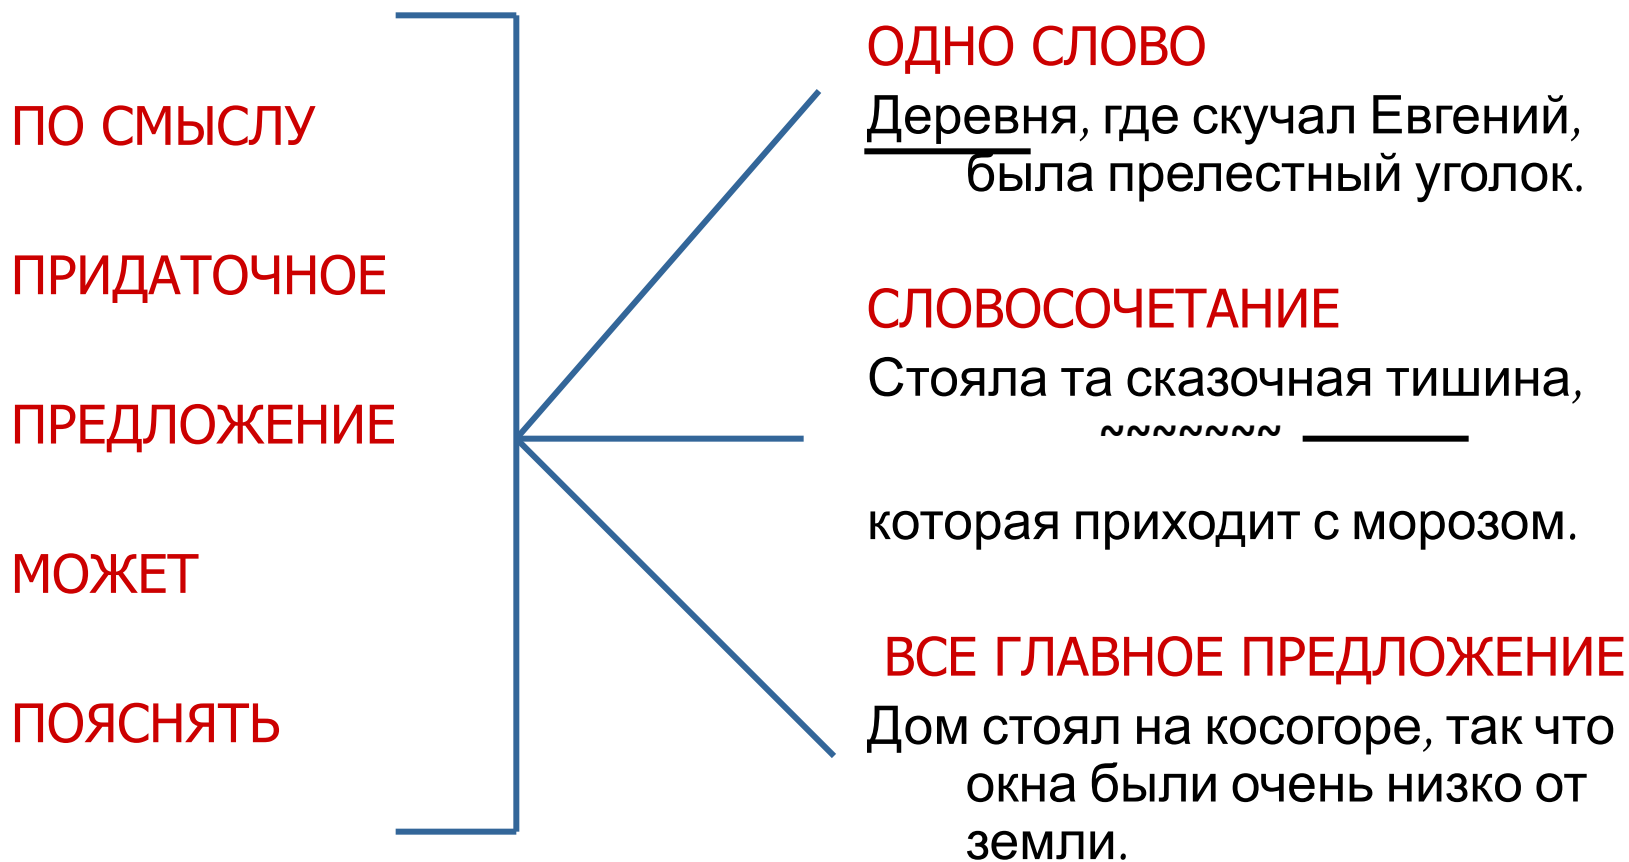 ПО СМЫСЛУ
ПРИДАТОЧНОЕ
ПРЕДЛОЖЕНИЕ
МОЖЕТ
ПОЯСНЯТЬ
ОДНО СЛОВО
Деревня, где скучал Евгений,
была прелестный уголок.
СЛОВОСОЧЕТАНИЕ
Стояла та сказочная тишина,
~~~~~~~
которая приходит с морозом.
ВСЕ ГЛАВНОЕ ПРЕДЛОЖЕНИЕ
Дом стоял на косогоре, так что
окна были очень низко от
земли.